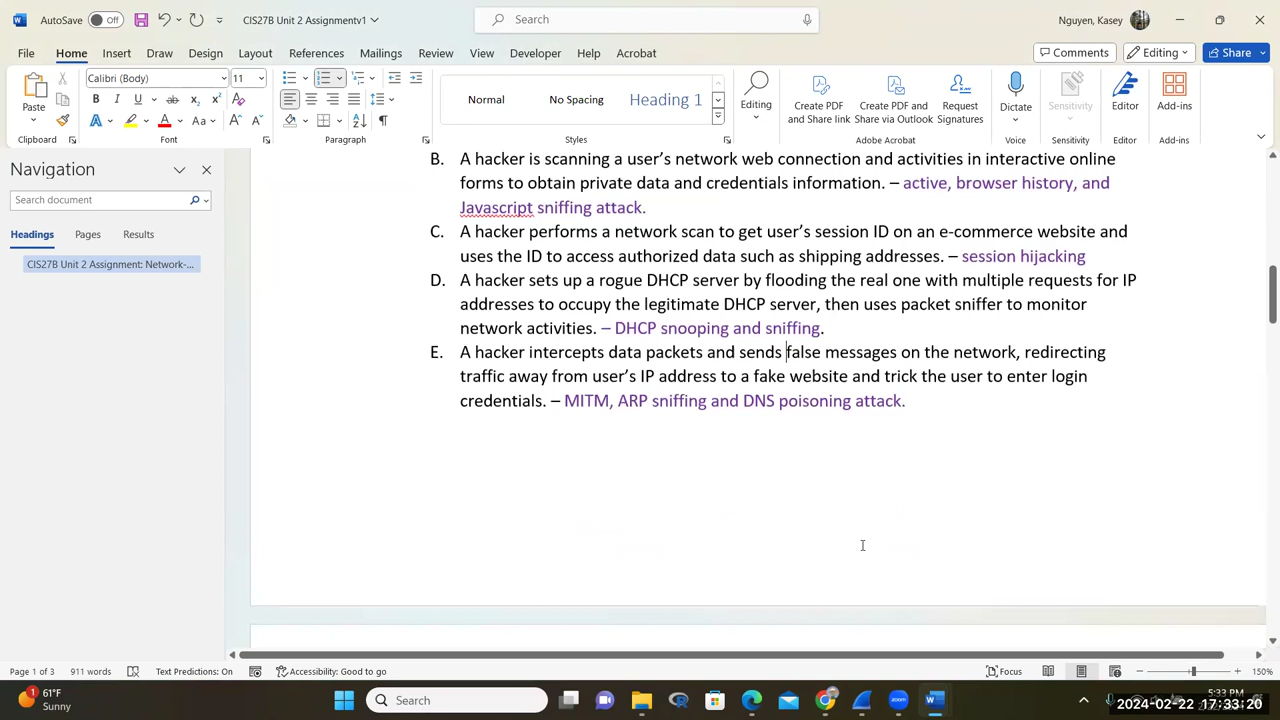 AutoSave Off CIS27B Unit 2 Assignmentv1 Search Nguyen, Kasey
File Home Insert Draw Design Layout References Mailings Review View Developer Help Acrobat Comments Editing Share
Calibri (Body) 11
Paste
Normal No Spacing Heading 1
Editing
Create PDF and Share link
Create PDF and Share via Outlook
Request Signatures
Dictate
Sensitivity
Editor
Add-ins
Clipboard Font Paragraph Styles Adobe Acrobat Voice Sensitivity Editor Add-ins
Navigation
Search document
Headings Pages Results
CIS27B Unit 2 Assignment: Network-...
B. A hacker is scanning a user’s network web connection and activities in interactive online
forms to obtain private data and credentials information. – active, browser history, and
Javascript sniffing attack.
C. A hacker performs a network scan to get user’s session ID on an e-commerce website and
uses the ID to access authorized data such as shipping addresses. – session hijacking
D. A hacker sets up a rogue DHCP server by flooding the real one with multiple requests for IP
addresses to occupy the legitimate DHCP server, then uses packet sniffer to monitor
network activities. – DHCP snooping and sniffing.
E. A hacker intercepts data packets and sends false messages on the network, redirecting
traffic away from user’s IP address to a fake website and trick the user to enter login
credentials. – MITM, ARP sniffing and DNS poisoning attack.
Page 1 of 3 911 words Text Predictions: On Accessibility: Good to go Focus 150%
1 61°F
Sunny
Search
5:33 PM
2024-02-22 17:33:20